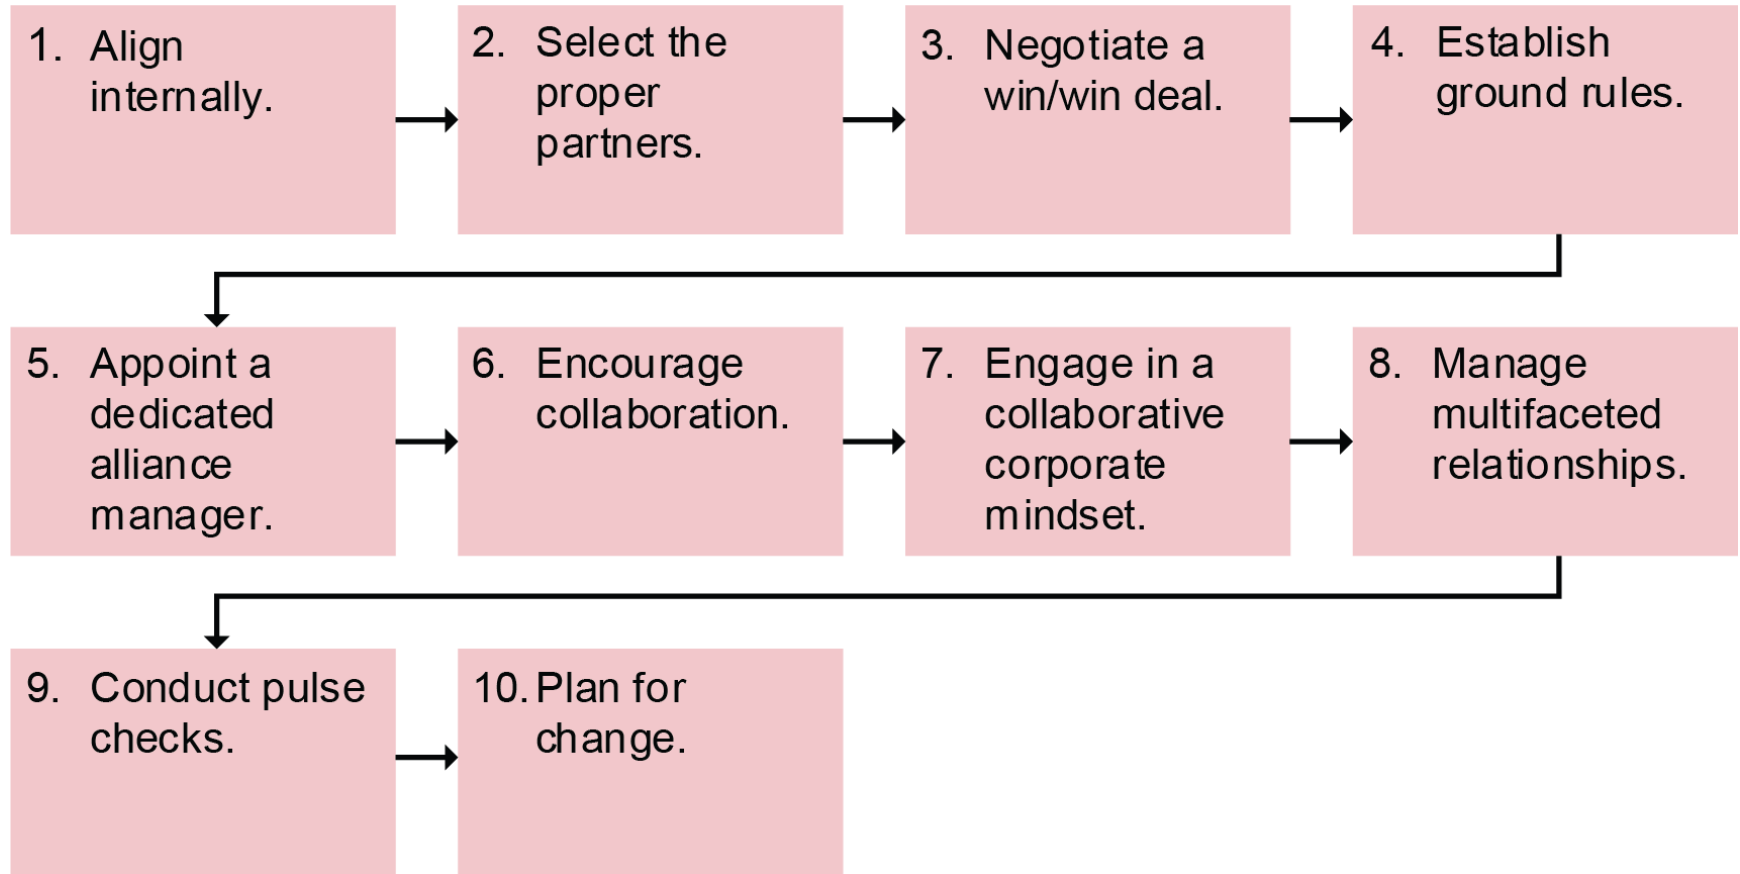 1. Align
internally.
2. Select the
proper
partners.
3. Negotiate a
win/win deal.
4. Establish
ground rules.
5. Appoint a
dedicated
alliance
manager.
6. Encourage
collaboration.
7. Engage in a
collaborative
corporate
mindset.
8. Manage
multifaceted
relationships.
9. Conduct pulse
checks.
10. Plan for
change.